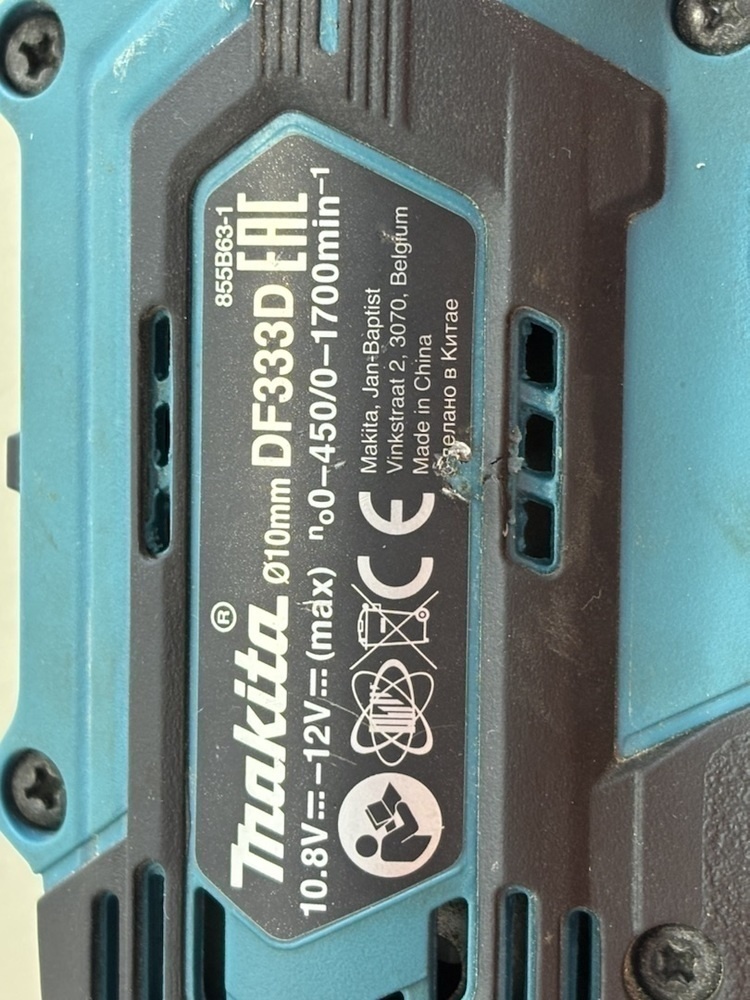 855B63-1
Makita® Ø10mm DF333D EAC
10.8V⎓-12V⎓(max) n₀0-450/0-1700min⁻¹
CE
Makita, Jan-Baptist
Vinkstraat 2, 3070, Belgium
Made in China
Сделано в Китае